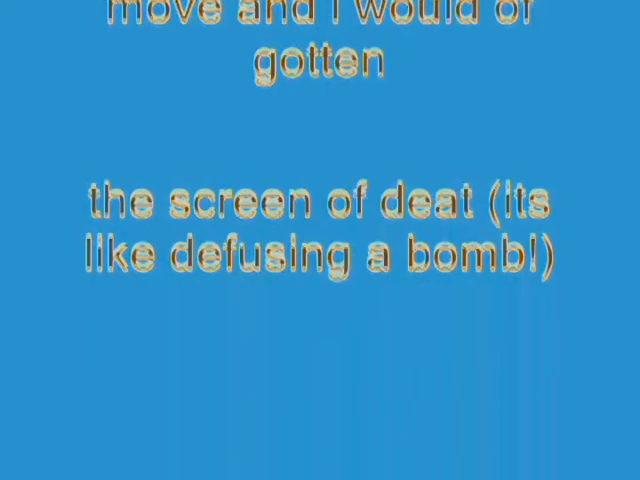 move and I would of
gotten
the screen of deat (its
like defusing a bomb!)